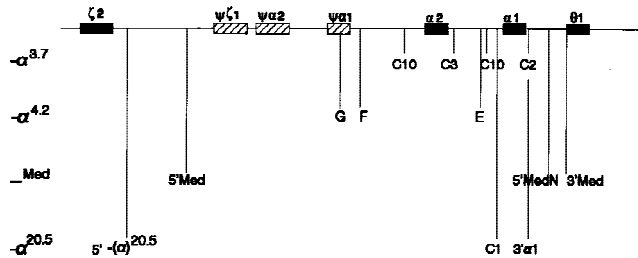 ζ2 ψζ1 ψα2 ψα1 α2 α1 θ1
-α3.7 C10 C3 C10 C2
-α4.2 G F E
--Med 5'Med 5'MedN 3'Med
-α20.5 5' -(α)20.5 C1 3'α1